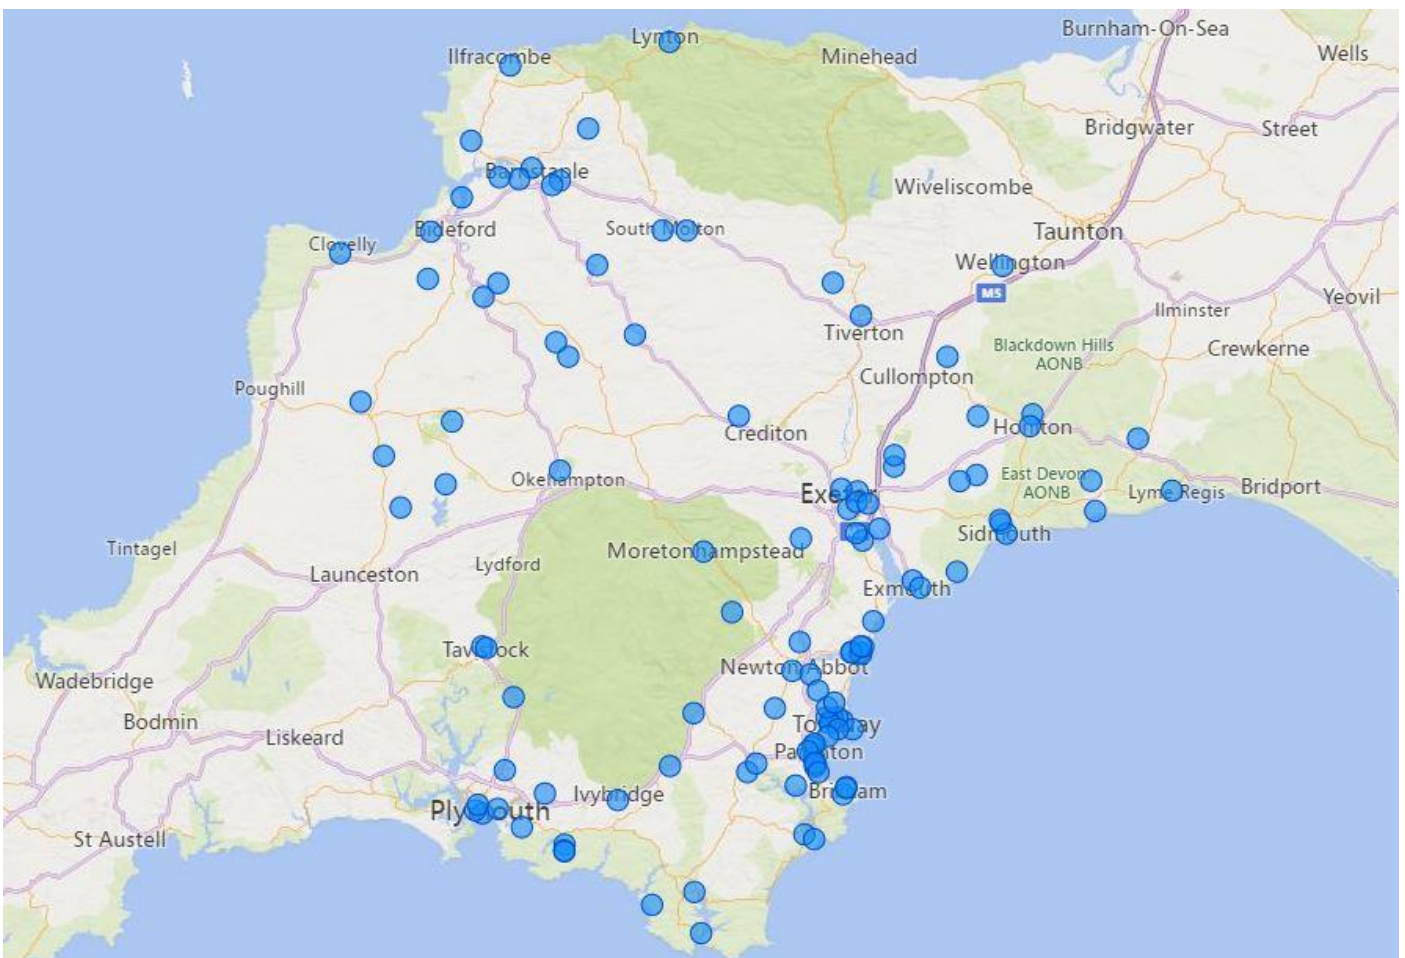 Burnham-On-Sea
Lynton
Ilfracombe
Minehead
Wells
Bridgwater
Street
Barnstaple
Wiveliscombe
Bideford
South Molton
Taunton
Clovelly
Wellington
M5
Yeovil
Ilminster
Tiverton
Blackdown Hills
AONB
Crewkerne
Cullompton
Poughill
Crediton
Honiton
Okehampton
East Devon
AONB
Exeter
Lyme Regis
Bridport
Sidmouth
Tintagel
Moretonhampstead
Lydford
Launceston
Exmouth
Tavistock
Newton Abbot
Wadebridge
Bodmin
Torquay
Liskeard
Paignton
Ivybridge
Brixham
Plymouth
St Austell